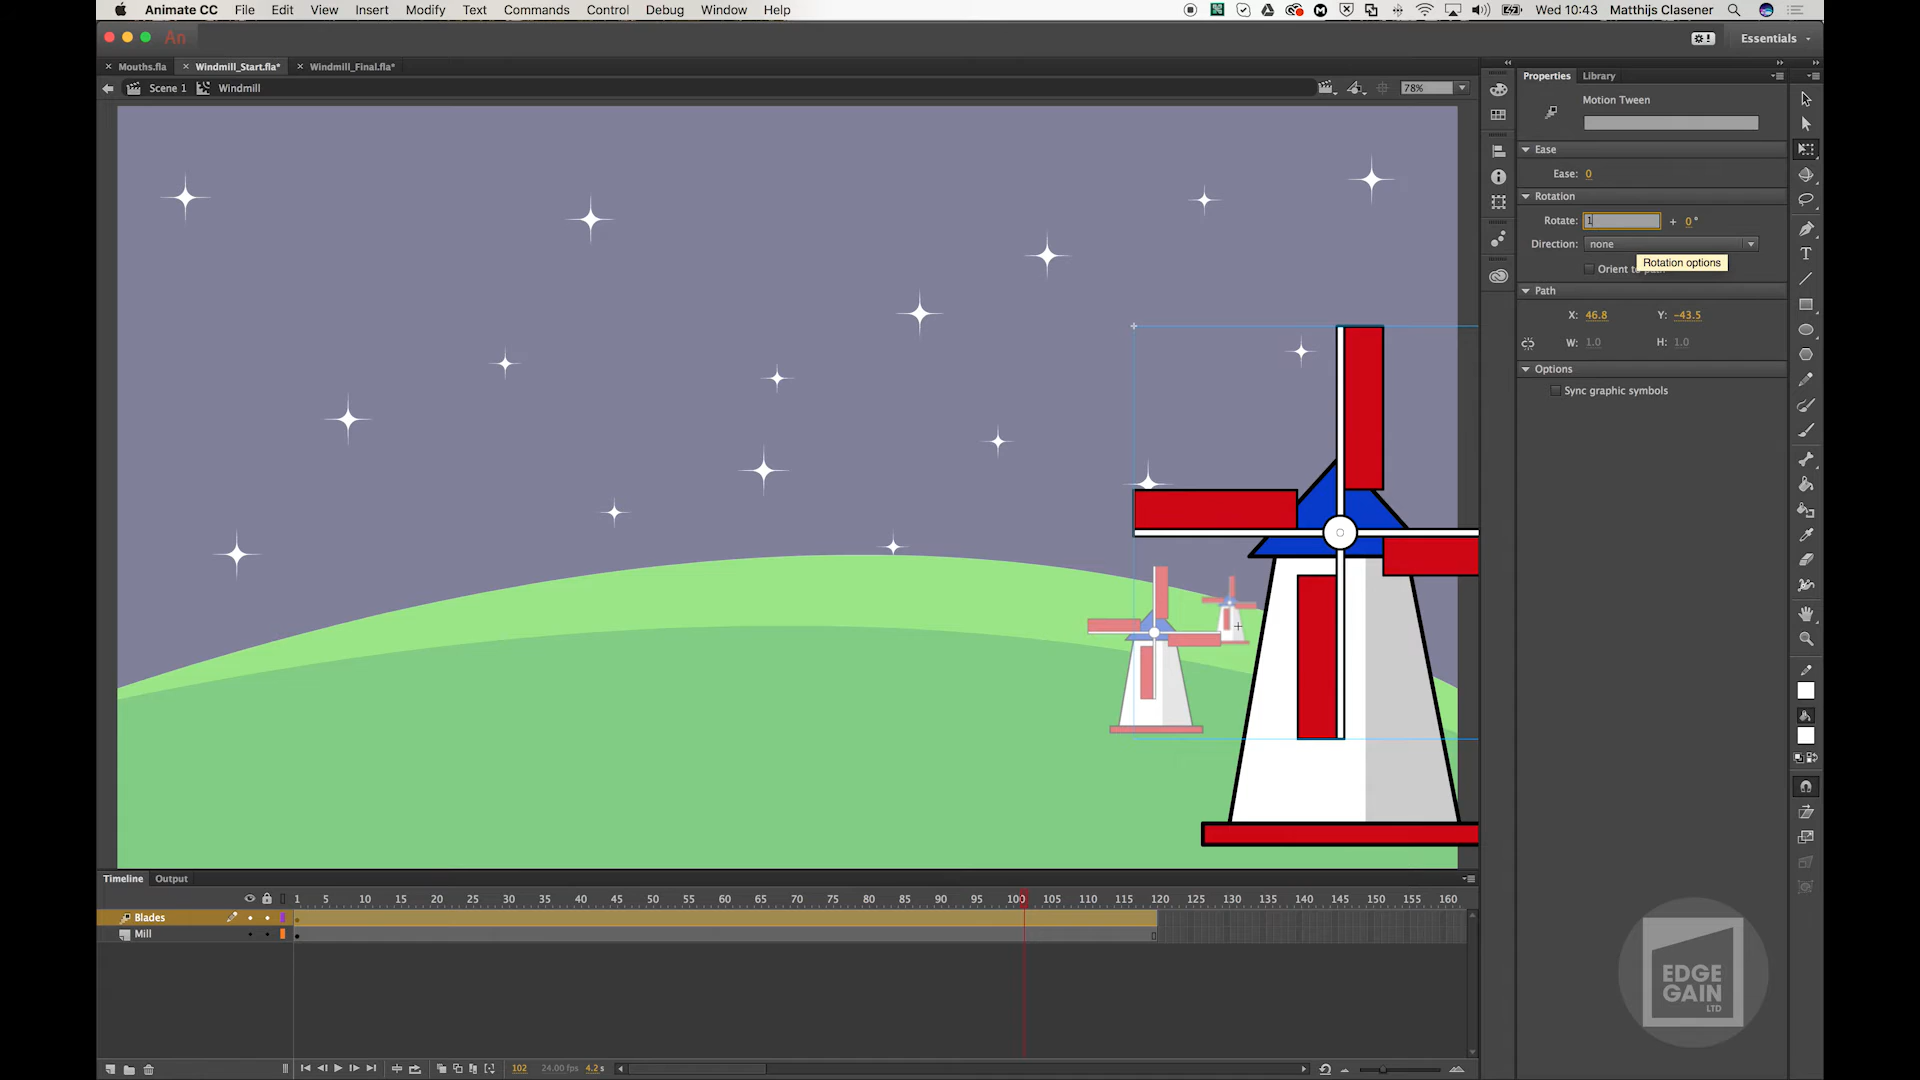 Animate CC File Edit View Insert Modify Text Commands Control Debug Window Help Wed 10:43 Matthijs Clasener
An Essentials
Mouths.fla Windmill_Start.fla* Windmill_Final.fla*
Scene 1 Windmill 78%
Properties Library
Motion Tween
Ease
Ease: 0
Rotation
Rotate: 1 + 0°
Direction: none
Rotation options
Orient to path
Path
X: 46.8 Y: -43.5
W: 1.0 H: 1.0
Options
Sync graphic symbols
Timeline Output
1 5 10 15 20 25 30 35 40 45 50 55 60 65 70 75 80 85 90 95 100 105 110 115 120 125 130 135 140 145 150 155 160
Blades
Mill
102 24.00 fps 4.2 s
EDGE
GAIN
LTD